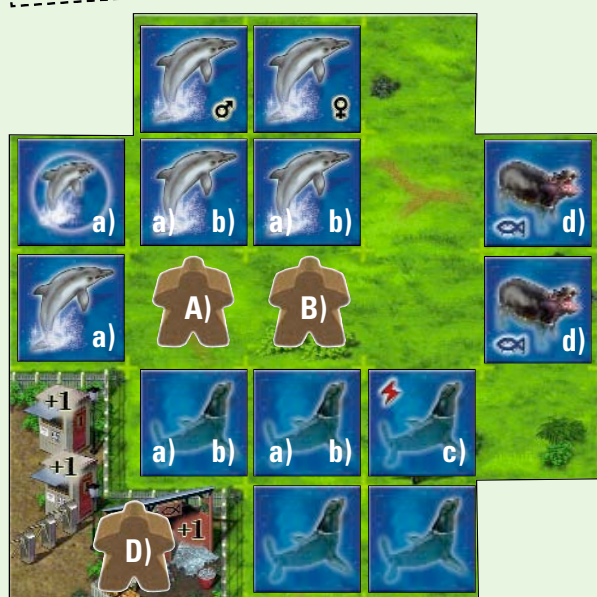 ♂ ♀
a) a) b) a) b) d)
a) A) B) d)
+1
a) b) a) b) c)
+1
+1
D)